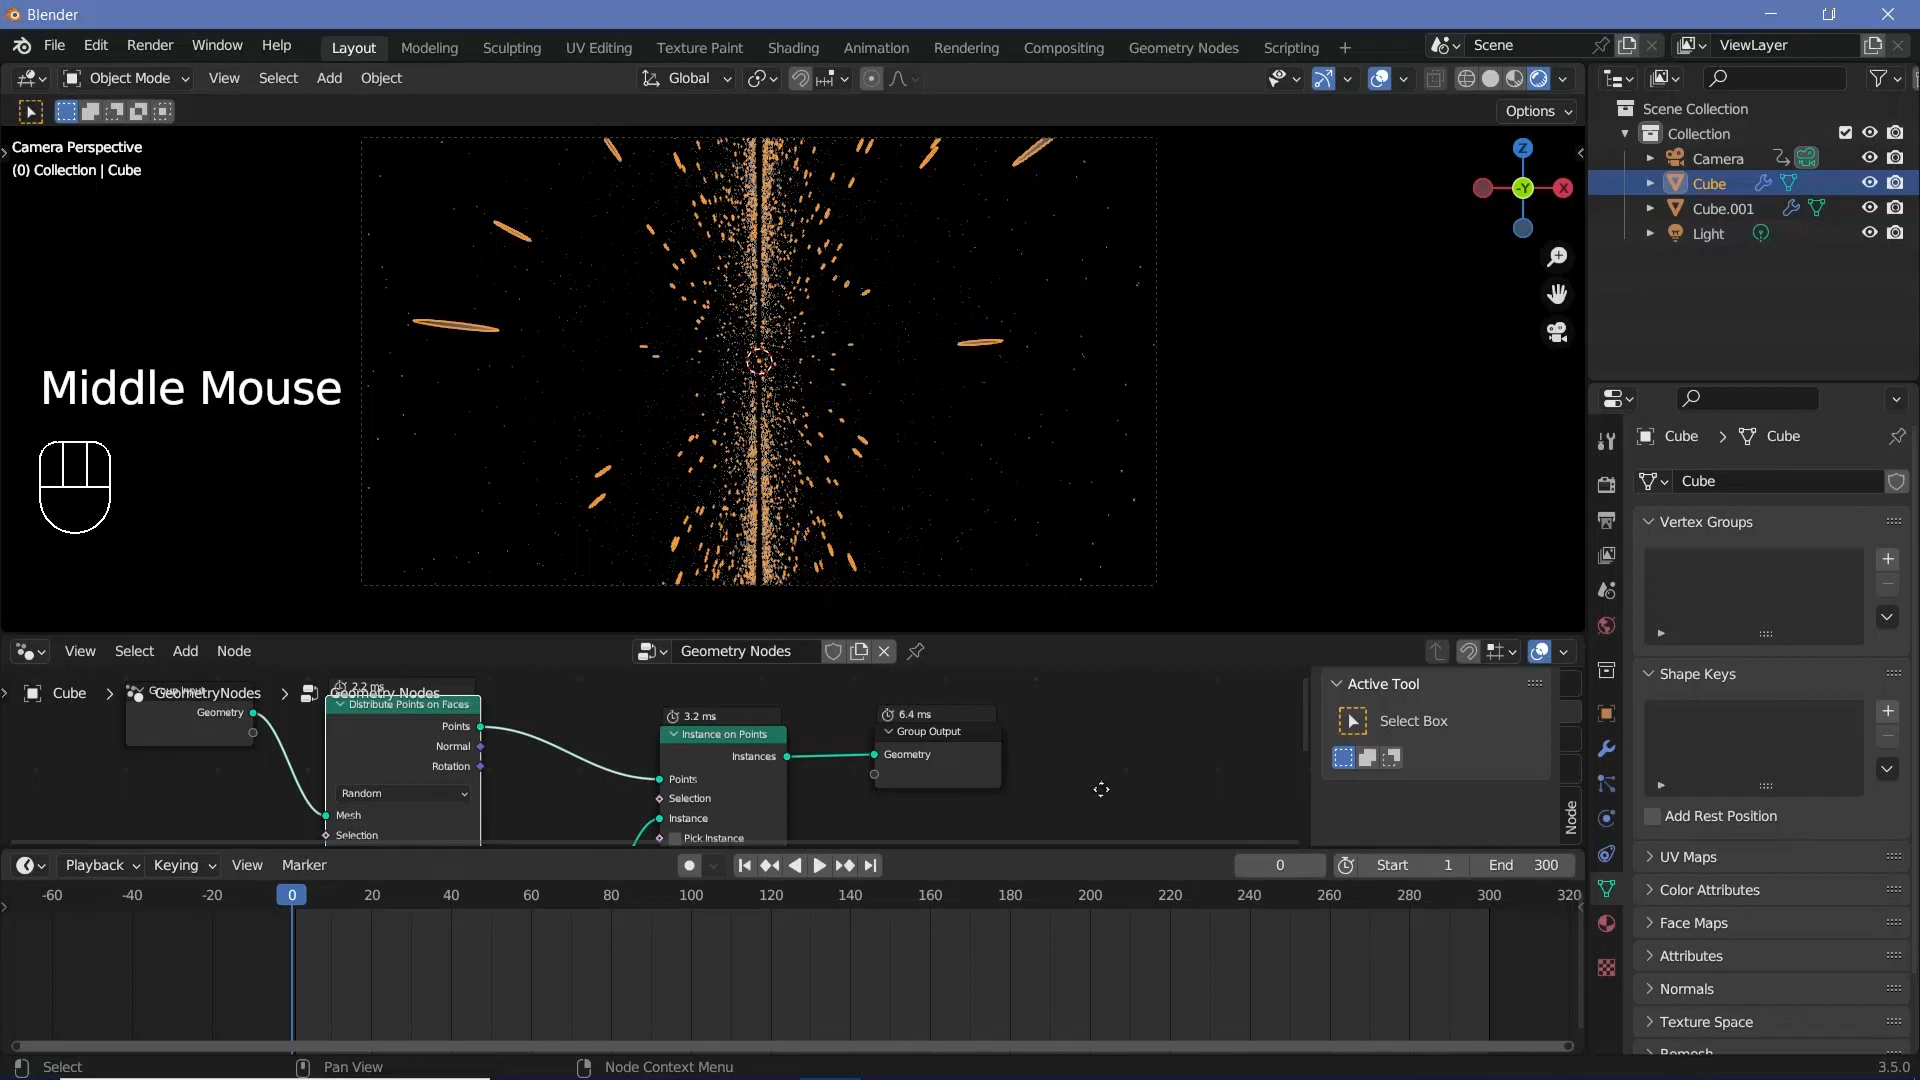 Blender
File Edit Render Window Help
Layout Modeling Sculpting UV Editing Texture Paint Shading Animation Rendering Compositing Geometry Nodes Scripting
Scene
ViewLayer
Object Mode View Select Add Object
Global
Options
Camera Perspective
(0) Collection | Cube
Z
-Y
X
Middle Mouse
Scene Collection
Collection
Camera
Cube
Cube.001
Light
Cube > Cube
Cube
Vertex Groups
Shape Keys
Add Rest Position
UV Maps
Color Attributes
Face Maps
Attributes
Normals
Texture Space
Remesh
View Select Add Node
Geometry Nodes
Cube > GeometryNodes > Geometry Nodes
Group Input
Geometry
2.2 ms
Distribute Points on Faces
Points
Normal
Rotation
Random
Mesh
Selection
3.2 ms
Instance on Points
Instances
Points
Selection
Instance
Pick Instance
6.4 ms
Group Output
Geometry
Active Tool
Select Box
Node
Playback Keying View Marker
0
Start 1 End 300
-60 -40 -20 0 20 40 60 80 100 120 140 160 180 200 220 240 260 280 300 320
Select
Pan View
Node Context Menu
3.5.0